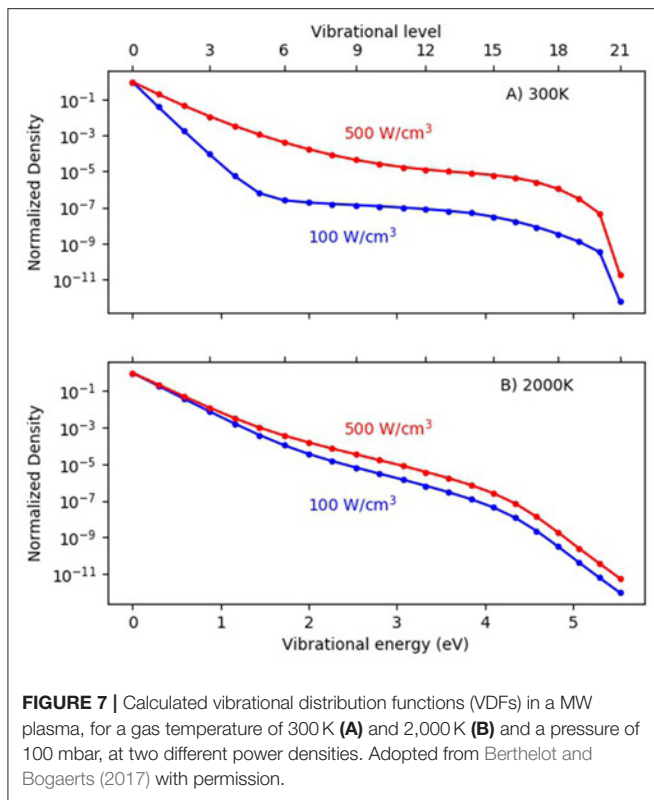 Vibrational level
0 3 6 9 12 15 18 21
A) 300K
10⁻¹
10⁻³
10⁻⁵
10⁻⁷
10⁻⁹
10⁻¹¹
Normalized Density
500 W/cm³
100 W/cm³
B) 2000K
10⁻¹
10⁻³
10⁻⁵
10⁻⁷
10⁻⁹
10⁻¹¹
Normalized Density
500 W/cm³
100 W/cm³
0 1 2 3 4 5
Vibrational energy (eV)
FIGURE 7 | Calculated vibrational distribution functions (VDFs) in a MW
plasma, for a gas temperature of 300 K (A) and 2,000 K (B) and a pressure of
100 mbar, at two different power densities. Adopted from Berthelot and
Bogaerts (2017) with permission.